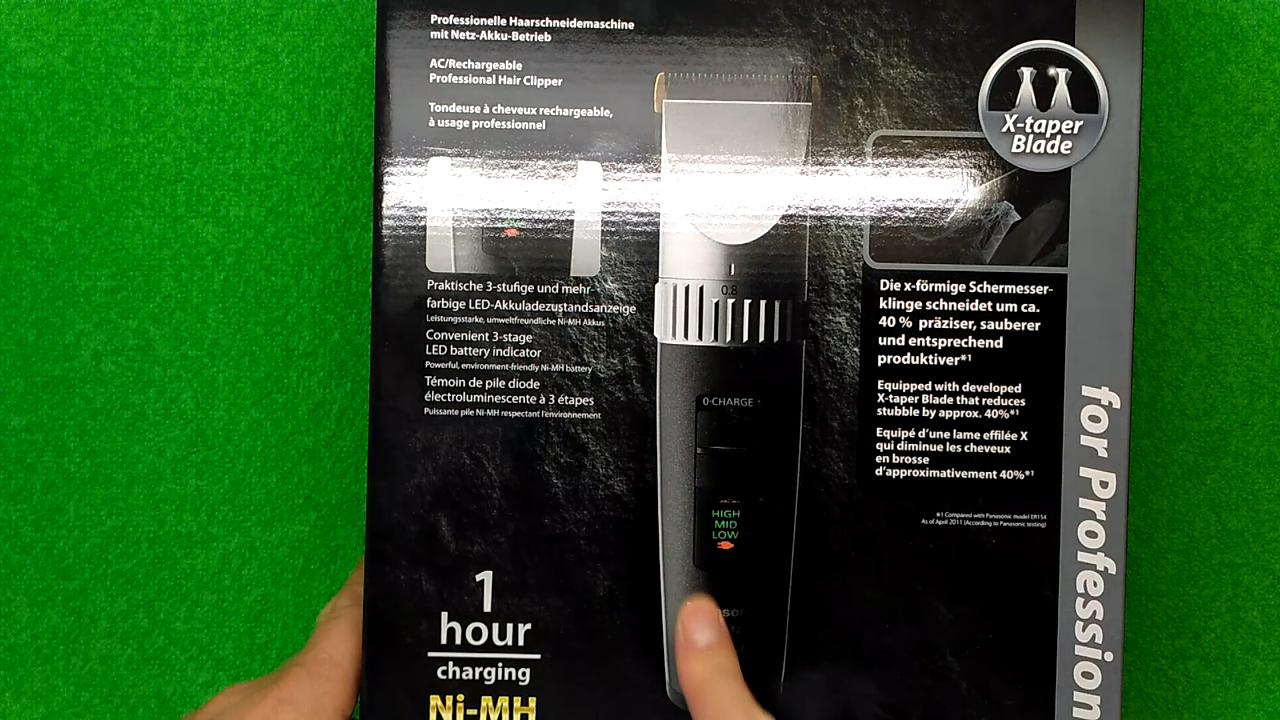 Professionelle Haarschneidemaschine
mit Netz-Akku-Betrieb
AC/Rechargeable
Professional Hair Clipper
Tondeuse à cheveux rechargeable,
à usage professionnel
X-taper
Blade
Praktische 3-stufige und mehr-
farbige LED-Akkuladezustandsanzeige
Leistungsstarke, umweltfreundliche Ni-MH Akkus
Convenient 3-stage
LED battery indicator
Powerful, environment-friendly Ni-MH battery
Témoin de pile diode
électroluminescente à 3 étapes
Puissante pile Ni-MH respectant l'environnement
0.8
0·CHARGE
HIGH
MID
LOW
Die x-förmige Schermesser-
klinge schneidet um ca.
40 % präziser, sauberer
und entsprechend
produktiver*1
Equipped with developed
X-taper Blade that reduces
stubble by approx. 40%*1
Equipé d'une lame effilée X
qui diminue les cheveux
en brosse
d'approximativement 40%*1
*1 Compared with Panasonic model ER154
As of April 2011 (According to Panasonic testing)
for Profession
1
hour
charging
Ni-MH